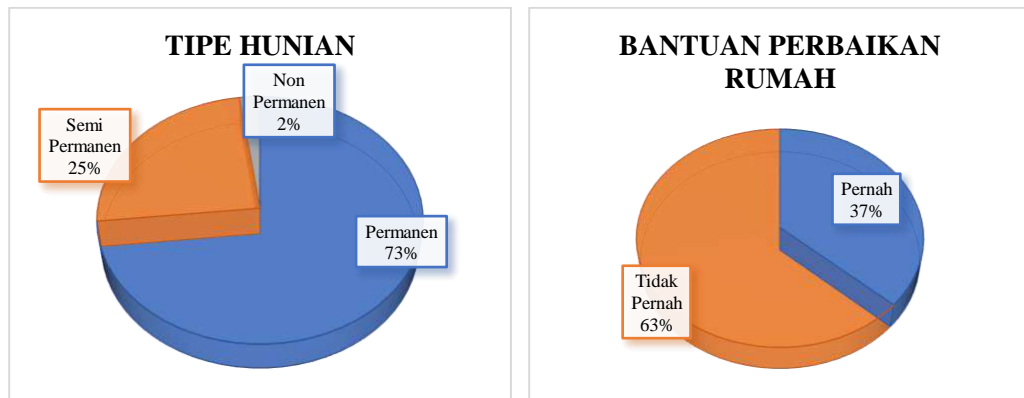 TIPE HUNIAN
Non
Permanen
2%
Semi
Permanen
25%
Permanen
73%
BANTUAN PERBAIKAN
RUMAH
Pernah
37%
Tidak
Pernah
63%